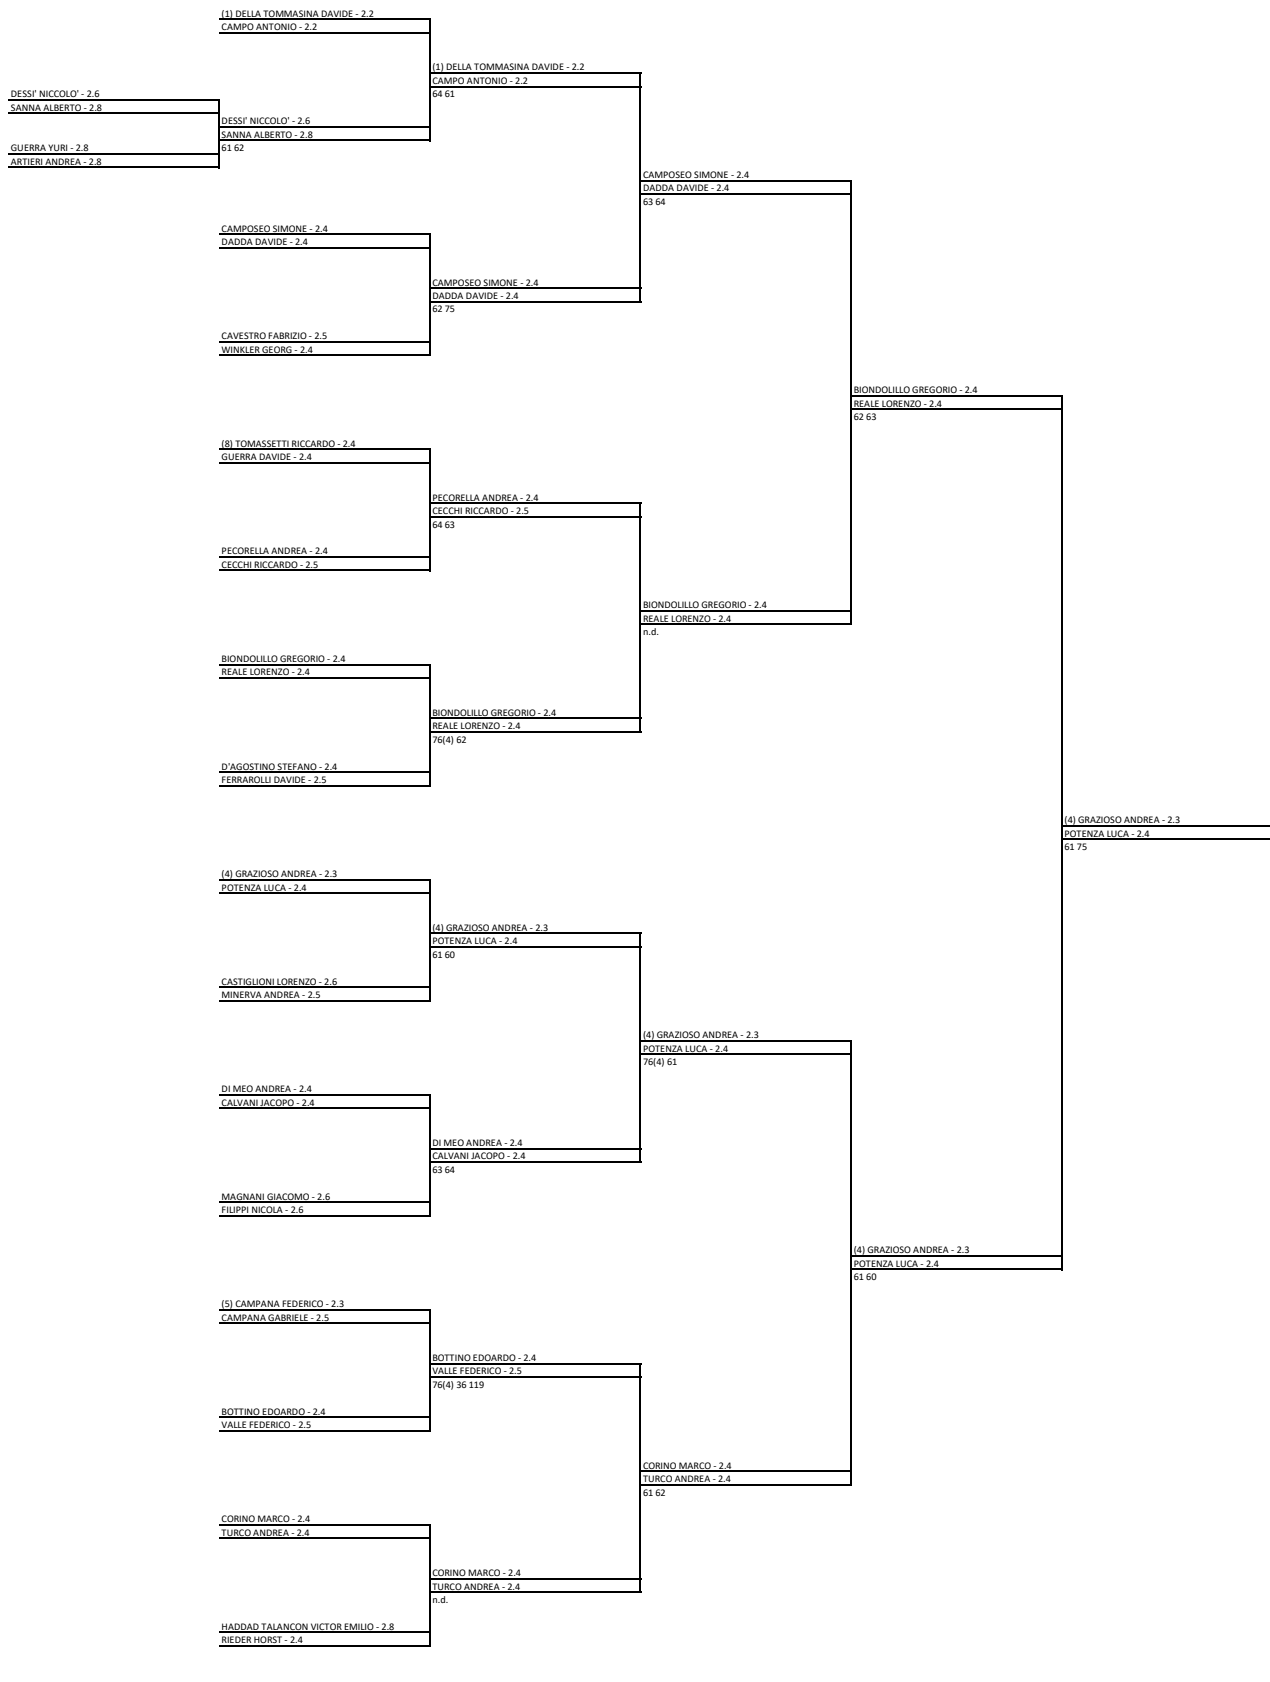 (1) DELLA TOMMASINA DAVIDE - 2.2
CAMPO ANTONIO - 2.2
(1) DELLA TOMMASINA DAVIDE - 2.2
CAMPO ANTONIO - 2.2
64 61
DESSI' NICCOLO' - 2.6
SANNA ALBERTO - 2.8
DESSI' NICCOLO' - 2.6
SANNA ALBERTO - 2.8
61 62
GUERRA YURI - 2.8
ARTIERI ANDREA - 2.8
CAMPOSEO SIMONE - 2.4
DADDA DAVIDE - 2.4
63 64
CAMPOSEO SIMONE - 2.4
DADDA DAVIDE - 2.4
CAMPOSEO SIMONE - 2.4
DADDA DAVIDE - 2.4
62 75
CAVESTRO FABRIZIO - 2.5
WINKLER GEORG - 2.4
BIONDOLILLO GREGORIO - 2.4
REALE LORENZO - 2.4
62 63
(8) TOMASSETTI RICCARDO - 2.4
GUERRA DAVIDE - 2.4
PECORELLA ANDREA - 2.4
CECCHI RICCARDO - 2.5
64 63
PECORELLA ANDREA - 2.4
CECCHI RICCARDO - 2.5
BIONDOLILLO GREGORIO - 2.4
REALE LORENZO - 2.4
n.d.
BIONDOLILLO GREGORIO - 2.4
REALE LORENZO - 2.4
BIONDOLILLO GREGORIO - 2.4
REALE LORENZO - 2.4
76(4) 62
D'AGOSTINO STEFANO - 2.4
FERRAROLLI DAVIDE - 2.5
(4) GRAZIOSO ANDREA - 2.3
POTENZA LUCA - 2.4
61 75
(4) GRAZIOSO ANDREA - 2.3
POTENZA LUCA - 2.4
(4) GRAZIOSO ANDREA - 2.3
POTENZA LUCA - 2.4
61 60
CASTIGLIONI LORENZO - 2.6
MINERVA ANDREA - 2.5
(4) GRAZIOSO ANDREA - 2.3
POTENZA LUCA - 2.4
76(4) 61
DI MEO ANDREA - 2.4
CALVANI JACOPO - 2.4
DI MEO ANDREA - 2.4
CALVANI JACOPO - 2.4
63 64
MAGNANI GIACOMO - 2.6
FILIPPI NICOLA - 2.6
(4) GRAZIOSO ANDREA - 2.3
POTENZA LUCA - 2.4
61 60
(5) CAMPANA FEDERICO - 2.3
CAMPANA GABRIELE - 2.5
BOTTINO EDOARDO - 2.4
VALLE FEDERICO - 2.5
76(4) 36 119
BOTTINO EDOARDO - 2.4
VALLE FEDERICO - 2.5
CORINO MARCO - 2.4
TURCO ANDREA - 2.4
61 62
CORINO MARCO - 2.4
TURCO ANDREA - 2.4
CORINO MARCO - 2.4
TURCO ANDREA - 2.4
n.d.
HADDAD TALANCON VICTOR EMILIO - 2.8
RIEDER HORST - 2.4